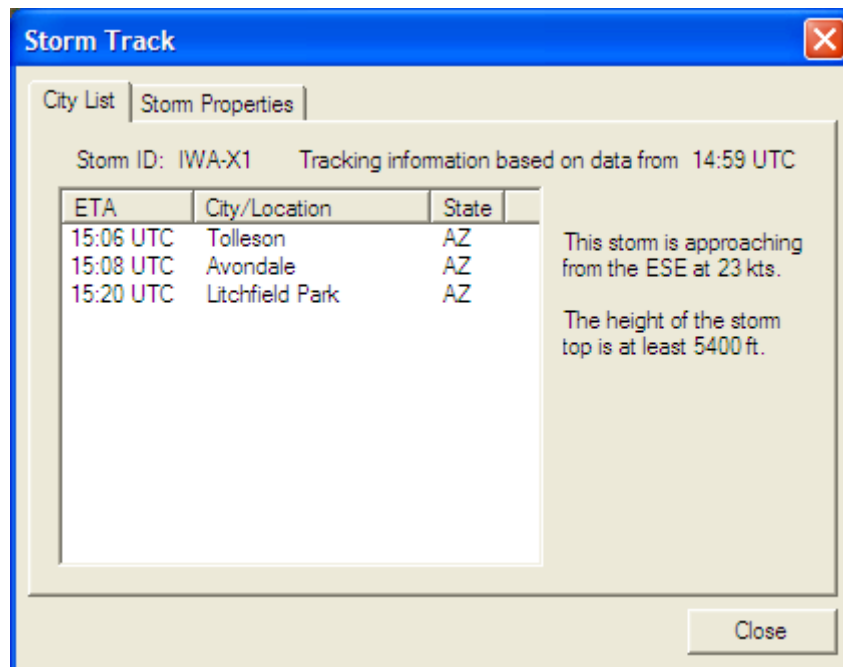 Storm Track
City List Storm Properties
Storm ID: IWA-X1 Tracking information based on data from 14:59 UTC
ETA City/Location State
15:06 UTC Tolleson AZ
15:08 UTC Avondale AZ
15:20 UTC Litchfield Park AZ
This storm is approaching
from the ESE at 23 kts.
The height of the storm
top is at least 5400 ft.
Close